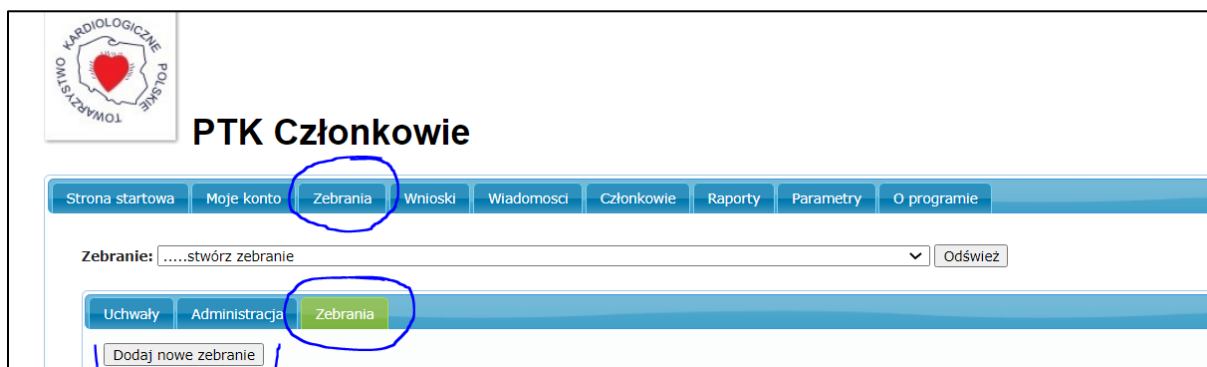 POLSKIE TOWARZYSTWO KARDIOLOGICZNE
PTK Członkowie
Strona startowa Moje konto Zebrania Wnioski Wiadomosci Członkowie Raporty Parametry O programie
Zebranie: .....stwórz zebranie Odśwież
Uchwały Administracja Zebrania
Dodaj nowe zebranie